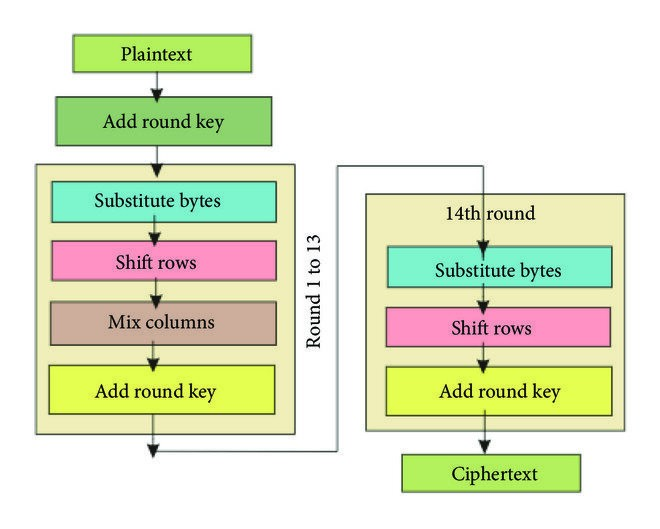 Plaintext
Add round key
Substitute bytes
Shift rows
Mix columns
Add round key
Round 1 to 13
14th round
Substitute bytes
Shift rows
Add round key
Ciphertext